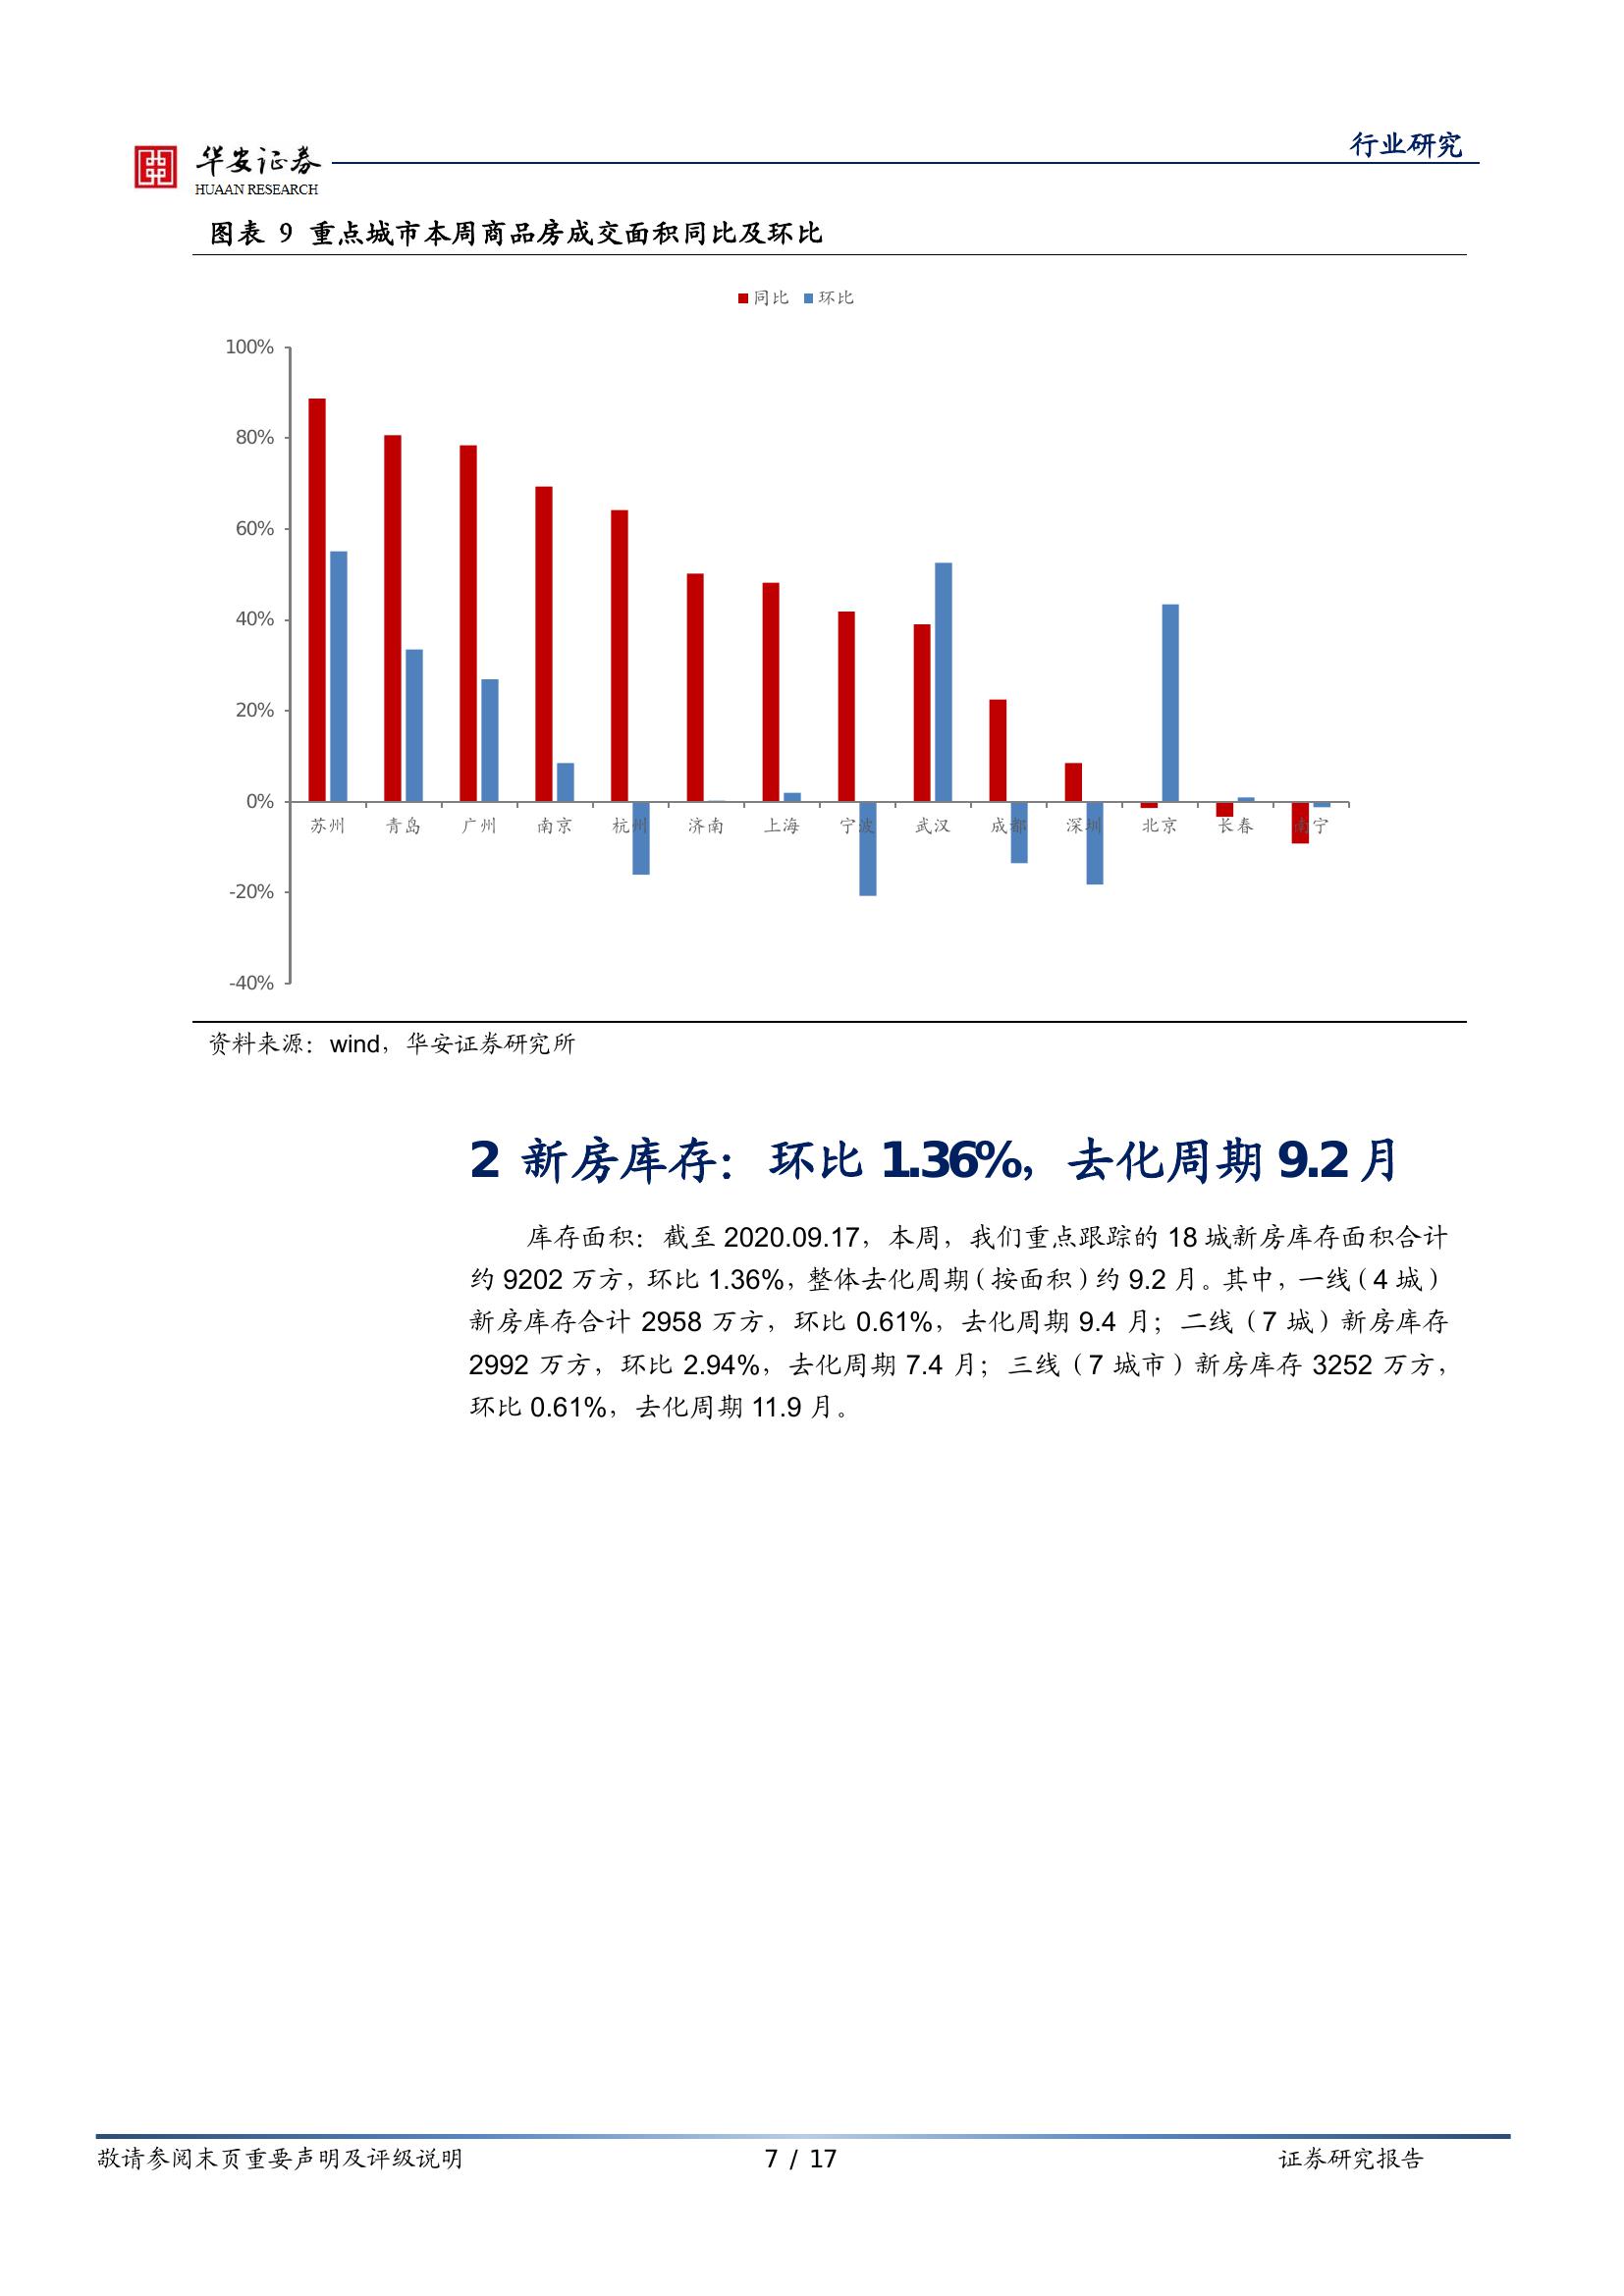 行业研究
华安证券
HUAAN RESEARCH
图表 9 重点城市本周商品房成交面积同比及环比
同比 环比
100%
80%
60%
40%
20%
0%
-20%
-40%
苏州 青岛 广州 南京 杭州 济南 上海 宁波 武汉 成都 深圳 北京 长春 南宁
资料来源：wind，华安证券研究所
2 新房库存：环比 1.36%，去化周期 9.2 月
库存面积：截至 2020.09.17，本周，我们重点跟踪的 18 城新房库存面积合计
约 9202 万方，环比 1.36%，整体去化周期（按面积）约 9.2 月。其中，一线（4 城）
新房库存合计 2958 万方，环比 0.61%，去化周期 9.4 月；二线（7 城）新房库存
2992 万方，环比 2.94%，去化周期 7.4 月；三线（7 城市）新房库存 3252 万方，
环比 0.61%，去化周期 11.9 月。
敬请参阅末页重要声明及评级说明 7 / 17 证券研究报告